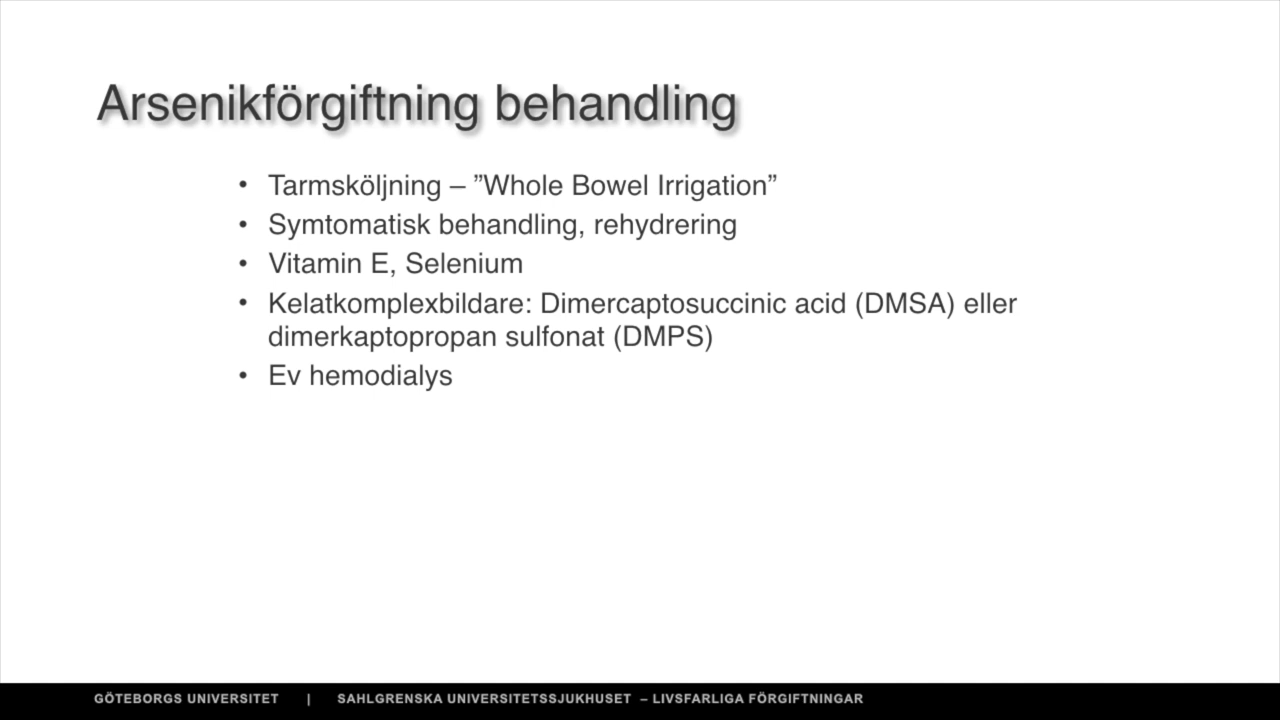 Arsenikförgiftning behandling
• Tarmsköljning – ”Whole Bowel Irrigation”
• Symtomatisk behandling, rehydrering
• Vitamin E, Selenium
• Kelatkomplexbildare: Dimercaptosuccinic acid (DMSA) eller
dimerkaptopropan sulfonat (DMPS)
• Ev hemodialys
GÖTEBORGS UNIVERSITET | SAHLGRENSKA UNIVERSITETSSJUKHUSET – LIVSFARLIGA FÖRGIFTNINGAR